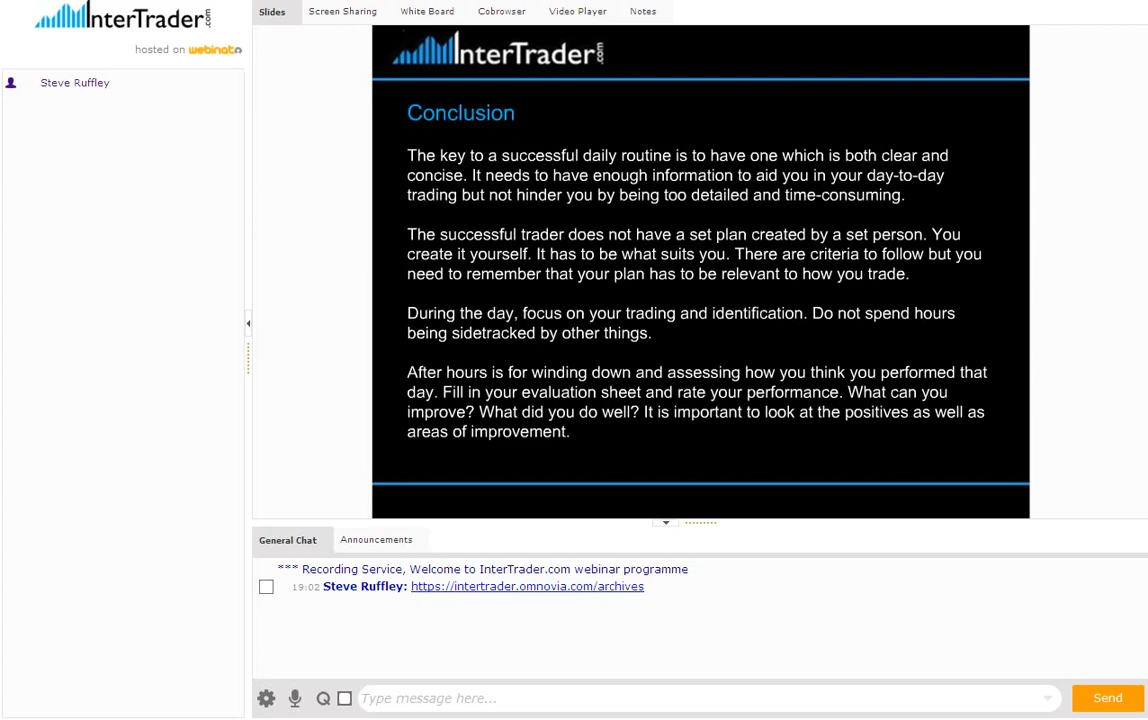 InterTrader.com
hosted on webinato
Steve Ruffley
Slides
Screen Sharing
White Board
Cobrowser
Video Player
Notes
InterTrader.com
Conclusion
The key to a successful daily routine is to have one which is both clear and
concise. It needs to have enough information to aid you in your day-to-day
trading but not hinder you by being too detailed and time-consuming.
The successful trader does not have a set plan created by a set person. You
create it yourself. It has to be what suits you. There are criteria to follow but you
need to remember that your plan has to be relevant to how you trade.
During the day, focus on your trading and identification. Do not spend hours
being sidetracked by other things.
After hours is for winding down and assessing how you think you performed that
day. Fill in your evaluation sheet and rate your performance. What can you
improve? What did you do well? It is important to look at the positives as well as
areas of improvement.
General Chat
Announcements
*** Recording Service, Welcome to InterTrader.com webinar programme
19:02 Steve Ruffley: https://intertrader.omnovia.com/archives
Q
Type message here...
Send